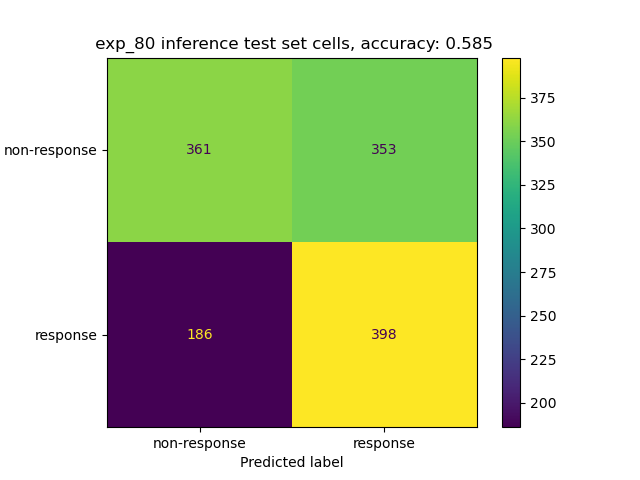 exp_80 inference test set cells, accuracy: 0.585
non-response
361
353
response
186
398
non-response
response
Predicted label
375
350
325
300
275
250
225
200